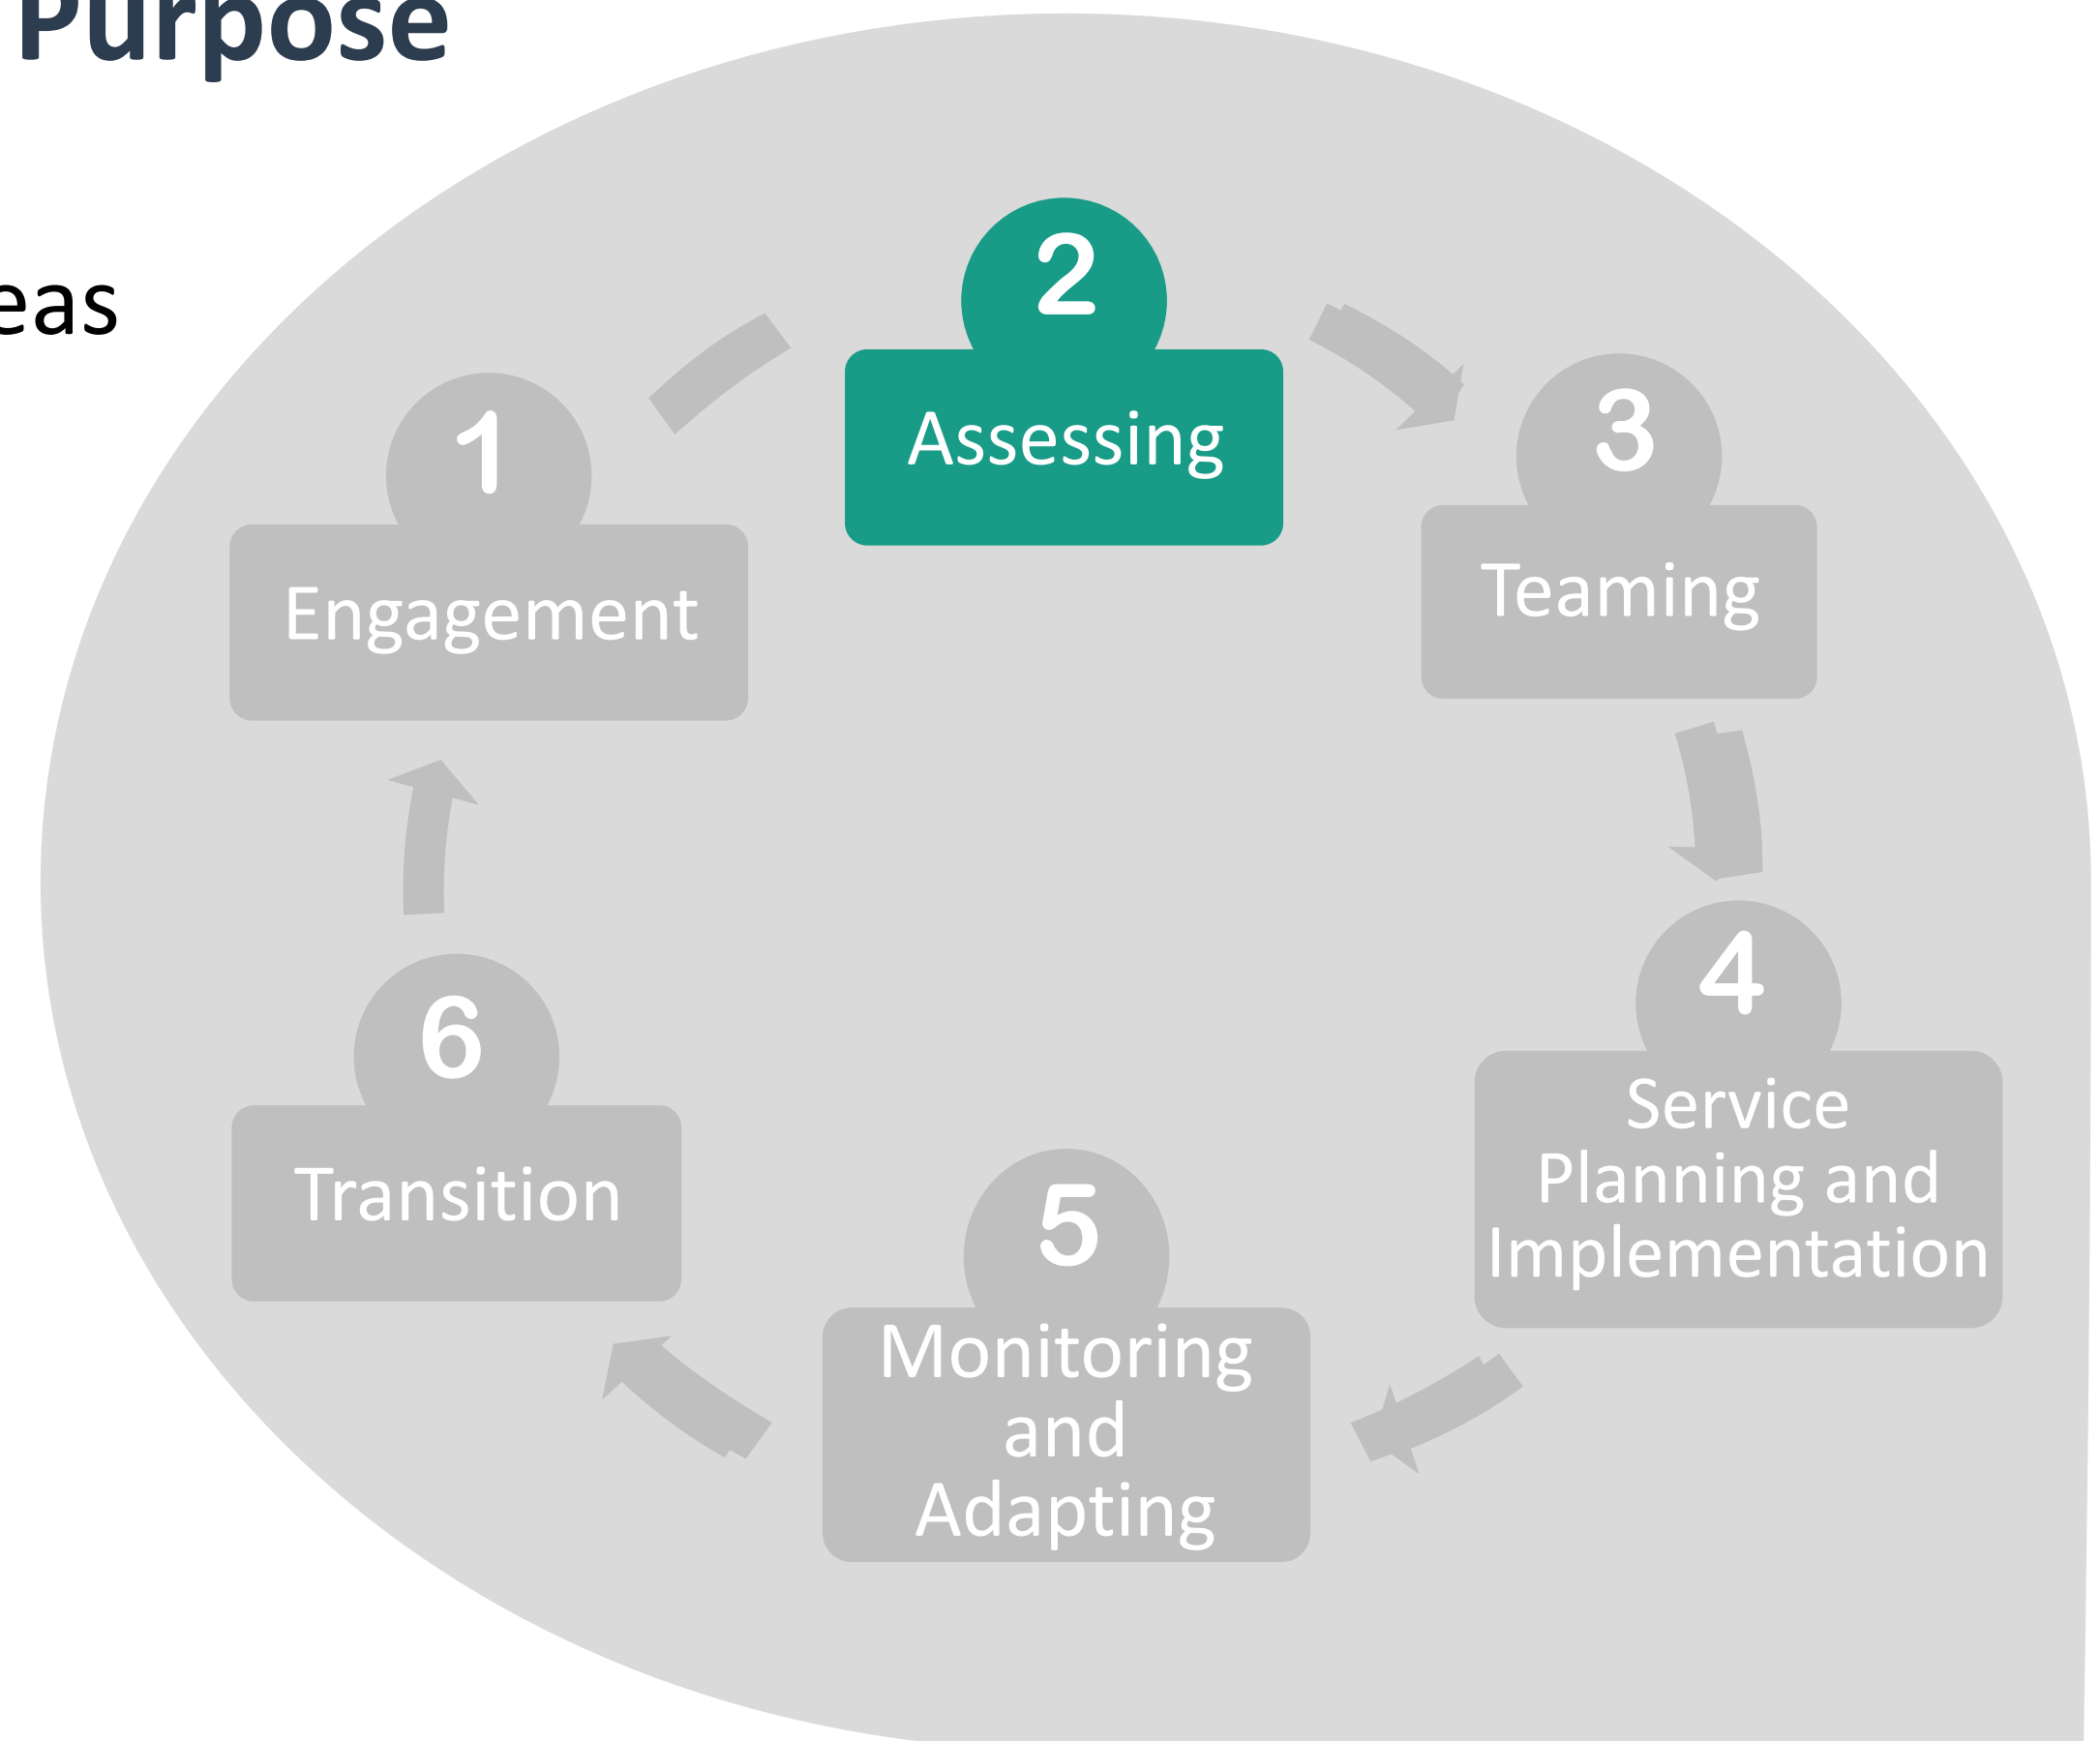 Purpose
eas
1
Engagement
2
Assessing
3
Teaming
4
Service
Planning and
Implementation
5
Monitoring
and
Adapting
6
Transition